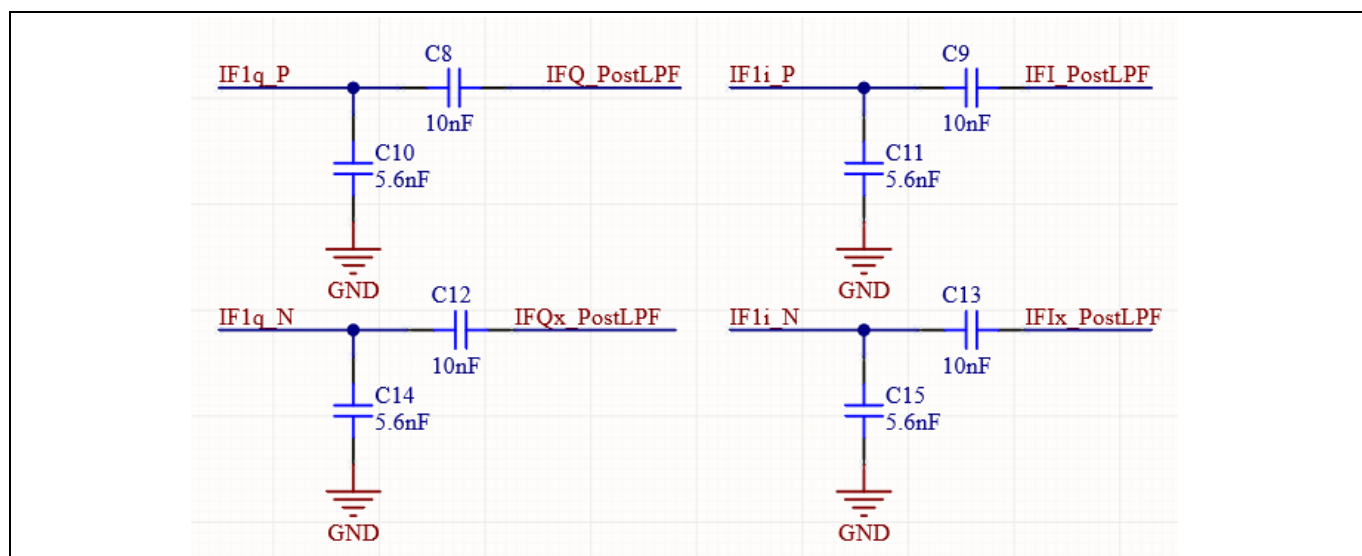 C8
IF1q_P
IFQ_PostLPF
10nF
C10
5.6nF
GND
C9
IF1i_P
IFI_PostLPF
10nF
C11
5.6nF
GND
C12
IF1q_N
IFQx_PostLPF
10nF
C14
5.6nF
GND
C13
IF1i_N
IFIx_PostLPF
10nF
C15
5.6nF
GND